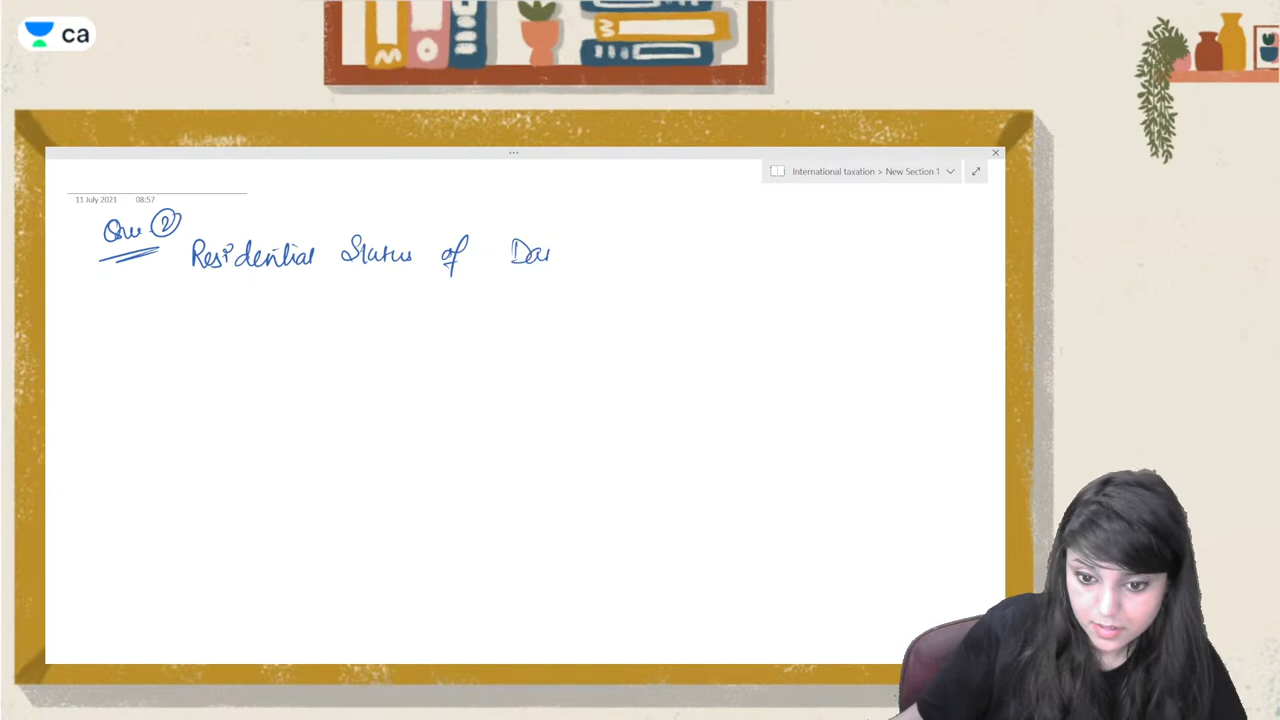 ca
International taxation > New Section 1
11 July 2021 08:57
Que 2
Residential Status of Da